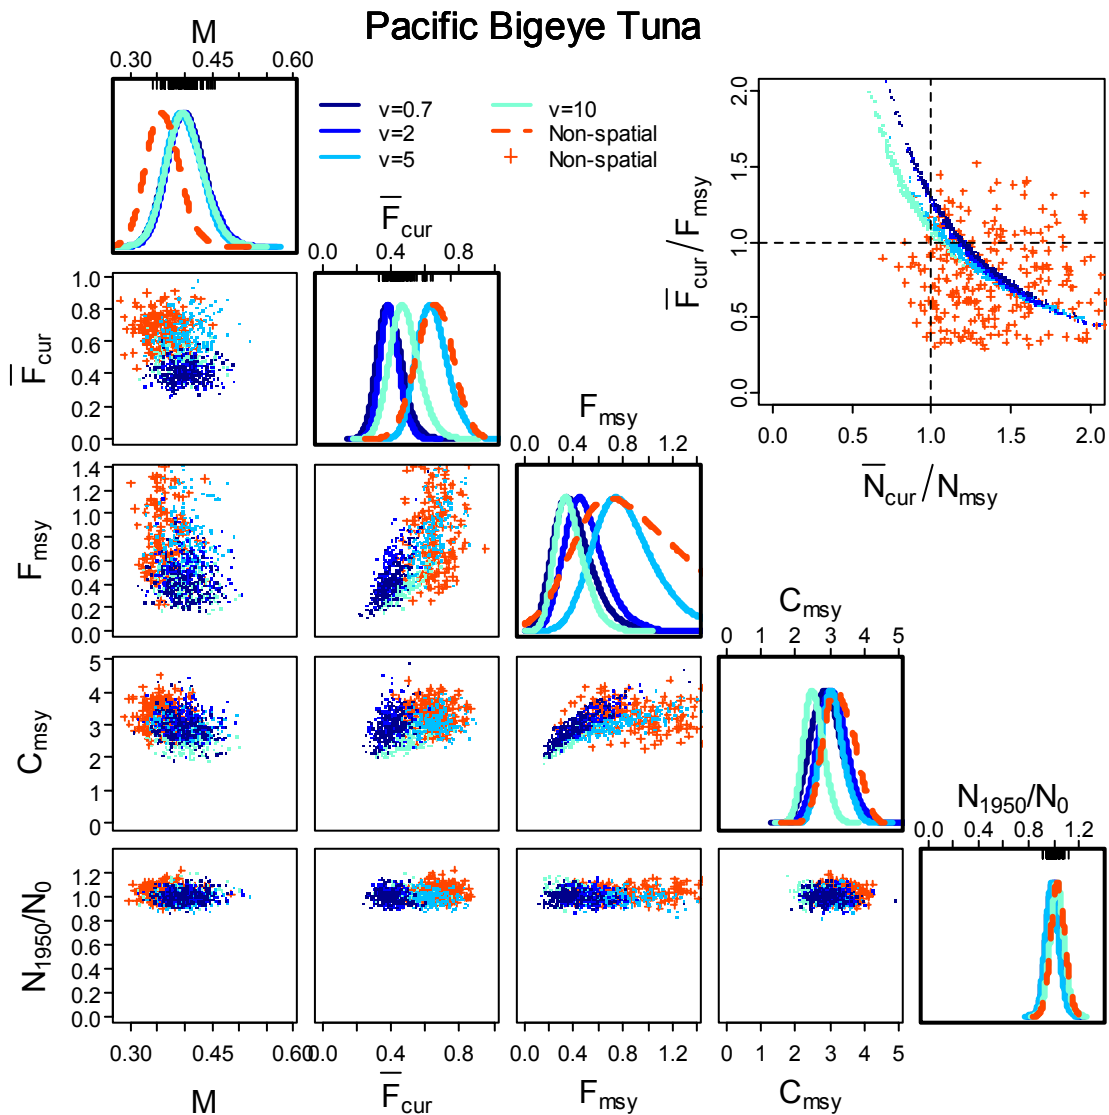 Pacific Bigeye Tuna
M
0.30 0.45 0.60
v=0.7
v=2
v=5
v=10
Non-spatial
Non-spatial
F̅cur
0.0 0.4 0.8
F̅cur
0.0 0.2 0.4 0.6 0.8 1.0
F̅cur / Fmsy
0.0 0.5 1.0 1.5 2.0
0.0 0.5 1.0 1.5 2.0
N̅cur / Nmsy
Fmsy
0.0 0.4 0.8 1.2
Fmsy
0.0 0.2 0.4 0.6 0.8 1.0 1.2 1.4
Cmsy
0 1 2 3 4 5
Cmsy
0 1 2 3 4 5
N1950/N0
0.0 0.4 0.8 1.2
N1950/N0
0.0 0.2 0.4 0.6 0.8 1.0 1.2
0.30 0.45 0.60
0.0 0.4 0.8
0.0 0.4 0.8 1.2
0 1 2 3 4 5
M
F̅cur
Fmsy
Cmsy